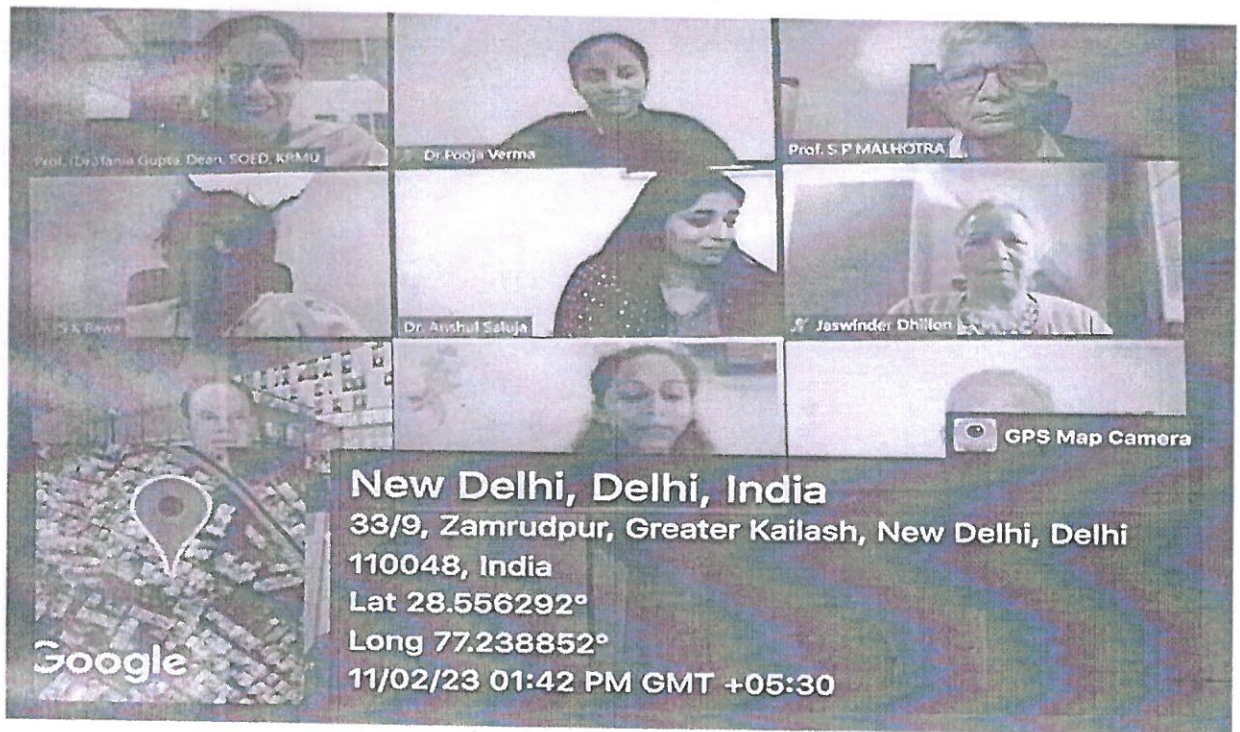 Prof. (Dr) Tania Gupta, Dean, SOED, KRMU
Dr.Pooja Verma
Prof. S P MALHOTRA
S K Bawa
Dr. Anshul Saluja
Jaswinder Dhillon
GPS Map Camera
New Delhi, Delhi, India
33/9, Zamrudpur, Greater Kailash, New Delhi, Delhi
110048, India
Lat 28.556292°
Long 77.238852°
11/02/23 01:42 PM GMT +05:30
Google